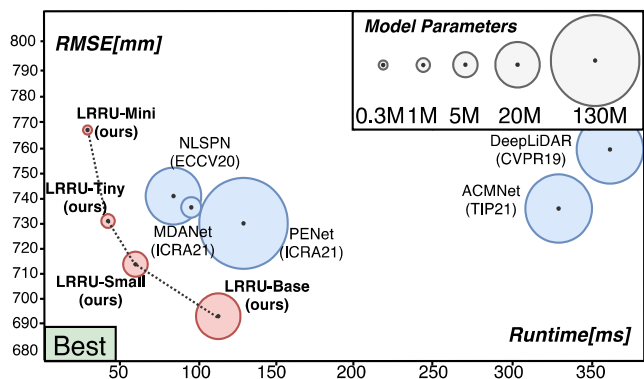 RMSE[mm]
800
790
780
770
760
750
740
730
720
710
700
690
680
Model Parameters
0.3M 1M 5M 20M 130M
LRRU-Mini
(ours)
NLSPN
(ECCV20)
DeepLiDAR
(CVPR19)
LRRU-Tiny
(ours)
ACMNet
(TIP21)
MDANet
(ICRA21)
PENet
(ICRA21)
LRRU-Small
(ours)
LRRU-Base
(ours)
Best
Runtime[ms]
50 100 150 200 250 300 350